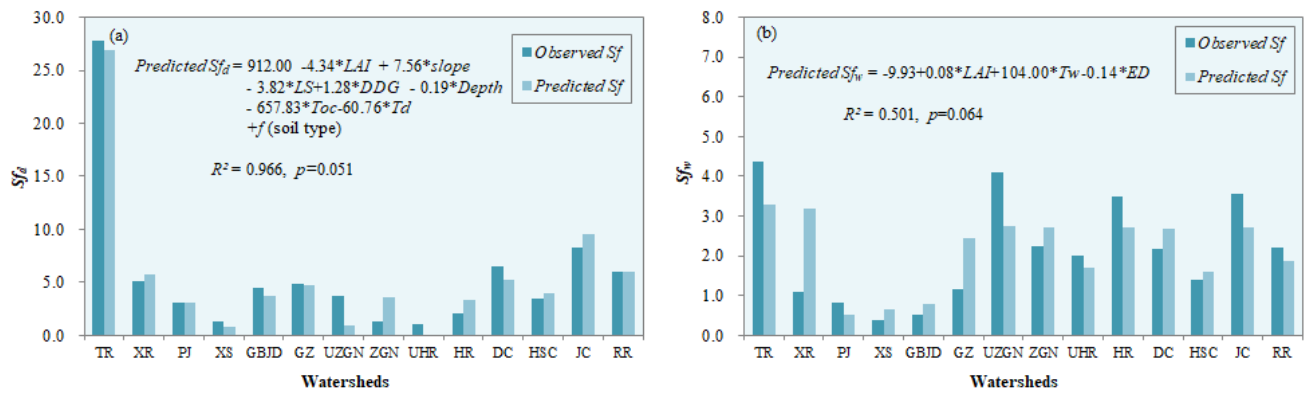 (a)
Observed Sf
Predicted Sf
Predicted Sfd = 912.00 -4.34*LAI + 7.56*slope
- 3.82*LS+1.28*DDG - 0.19*Depth
- 657.83*Toc-60.76*Td
+f (soil type)
R² = 0.966, p=0.051
Sfd
30.0
25.0
20.0
15.0
10.0
5.0
0.0
TR XR PJ XS GBJD GZ UZGN ZGN UHR HR DC HSC JC RR
Watersheds
(b)
Observed Sf
Predicted Sf
Predicted Sfw = -9.93+0.08*LAI+104.00*Tw-0.14*ED
R² = 0.501, p=0.064
Sfw
8.0
7.0
6.0
5.0
4.0
3.0
2.0
1.0
0.0
TR XR PJ XS GBJD GZ UZGN ZGN UHR HR DC HSC JC RR
Watersheds